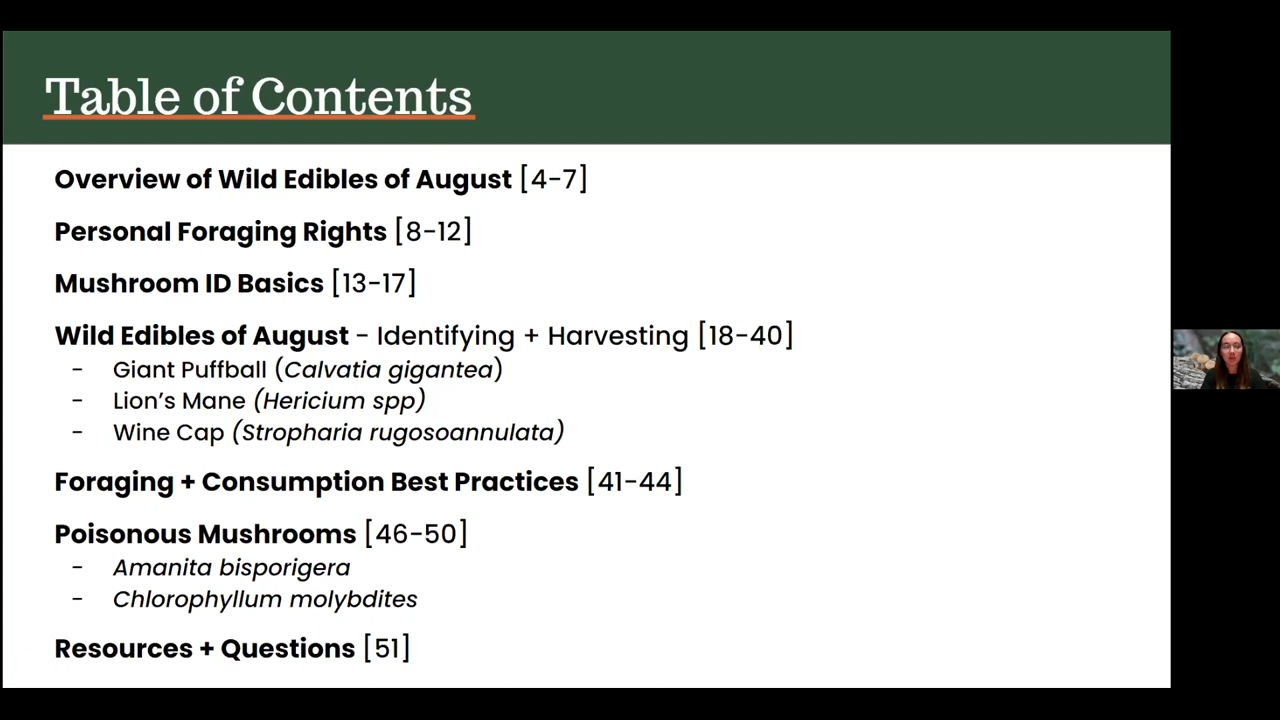 Table of Contents
Overview of Wild Edibles of August [4-7]
Personal Foraging Rights [8-12]
Mushroom ID Basics [13-17]
Wild Edibles of August - Identifying + Harvesting [18-40]
- Giant Puffball (Calvatia gigantea)
- Lion's Mane (Hericium spp)
- Wine Cap (Stropharia rugosoannulata)
Foraging + Consumption Best Practices [41-44]
Poisonous Mushrooms [46-50]
- Amanita bisporigera
- Chlorophyllum molybdites
Resources + Questions [51]